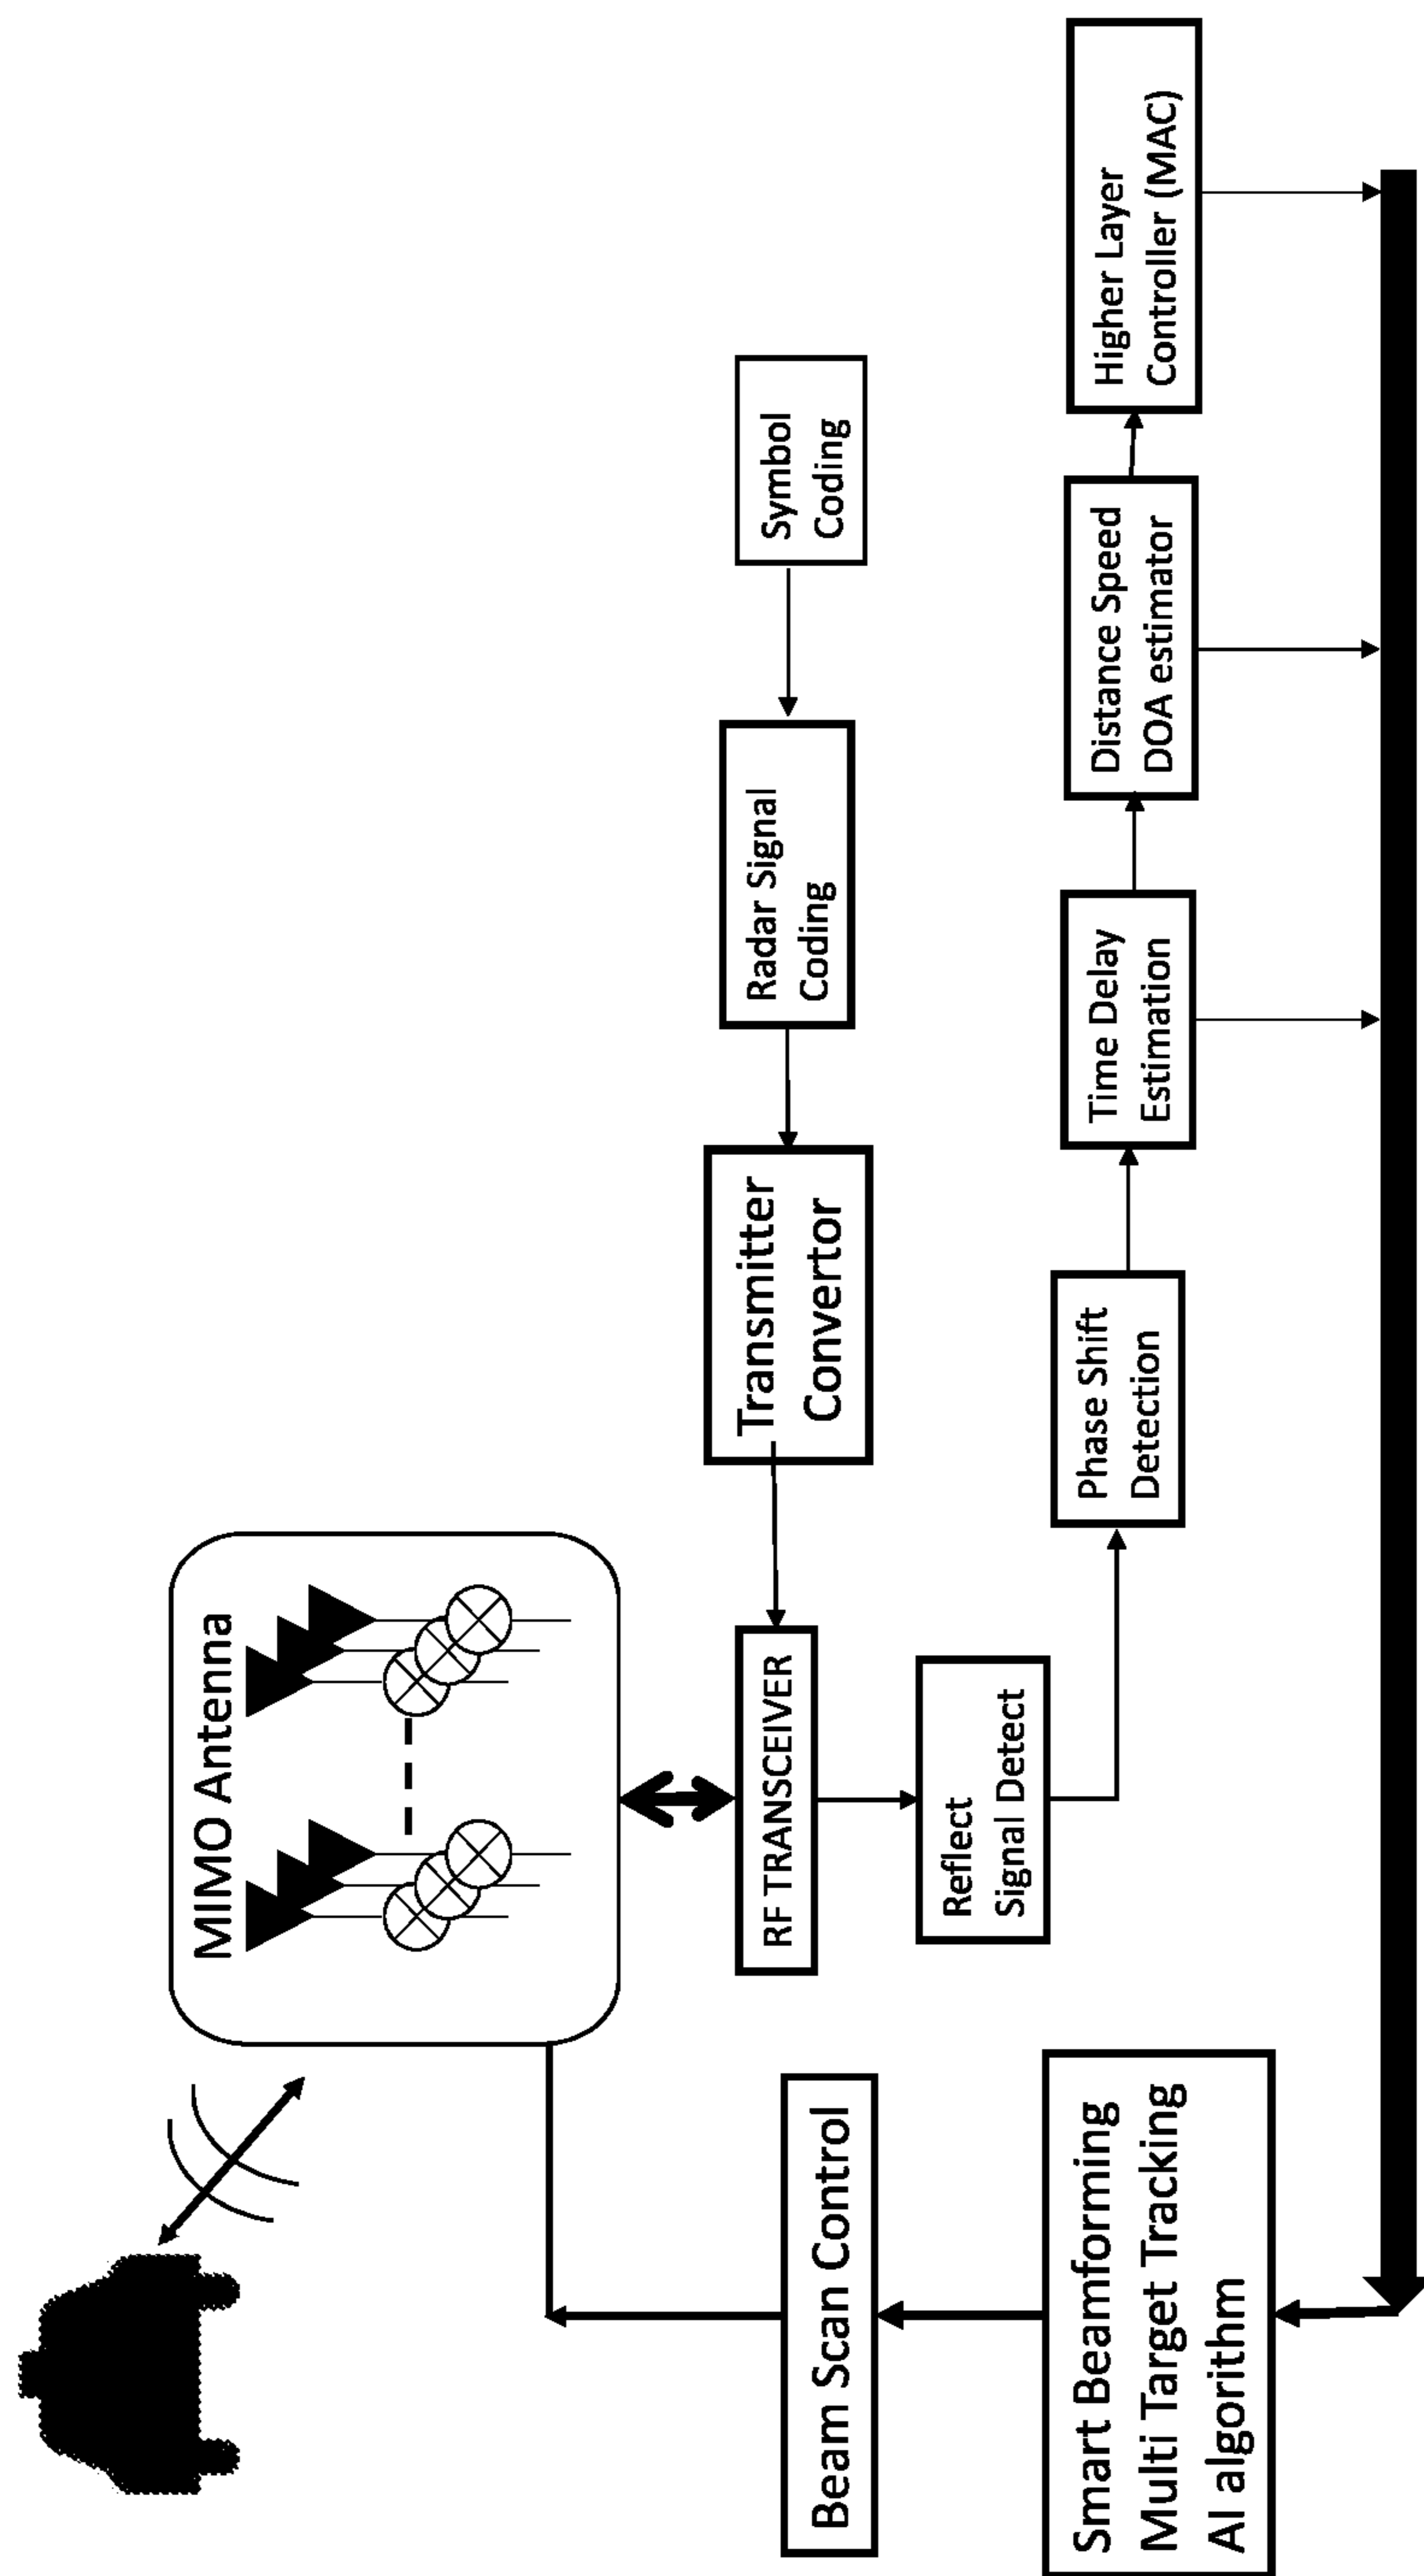 MIMO Antenna
RF TRANSCEIVER
Transmitter
Convertor
Radar Signal
Coding
Symbol
Coding
Beam Scan Control
Reflect
Signal Detect
Phase Shift
Detection
Time Delay
Estimation
Distance Speed
DOA estimator
Higher Layer
Controller (MAC)
Smart Beamforming
Multi Target Tracking
AI algorithm